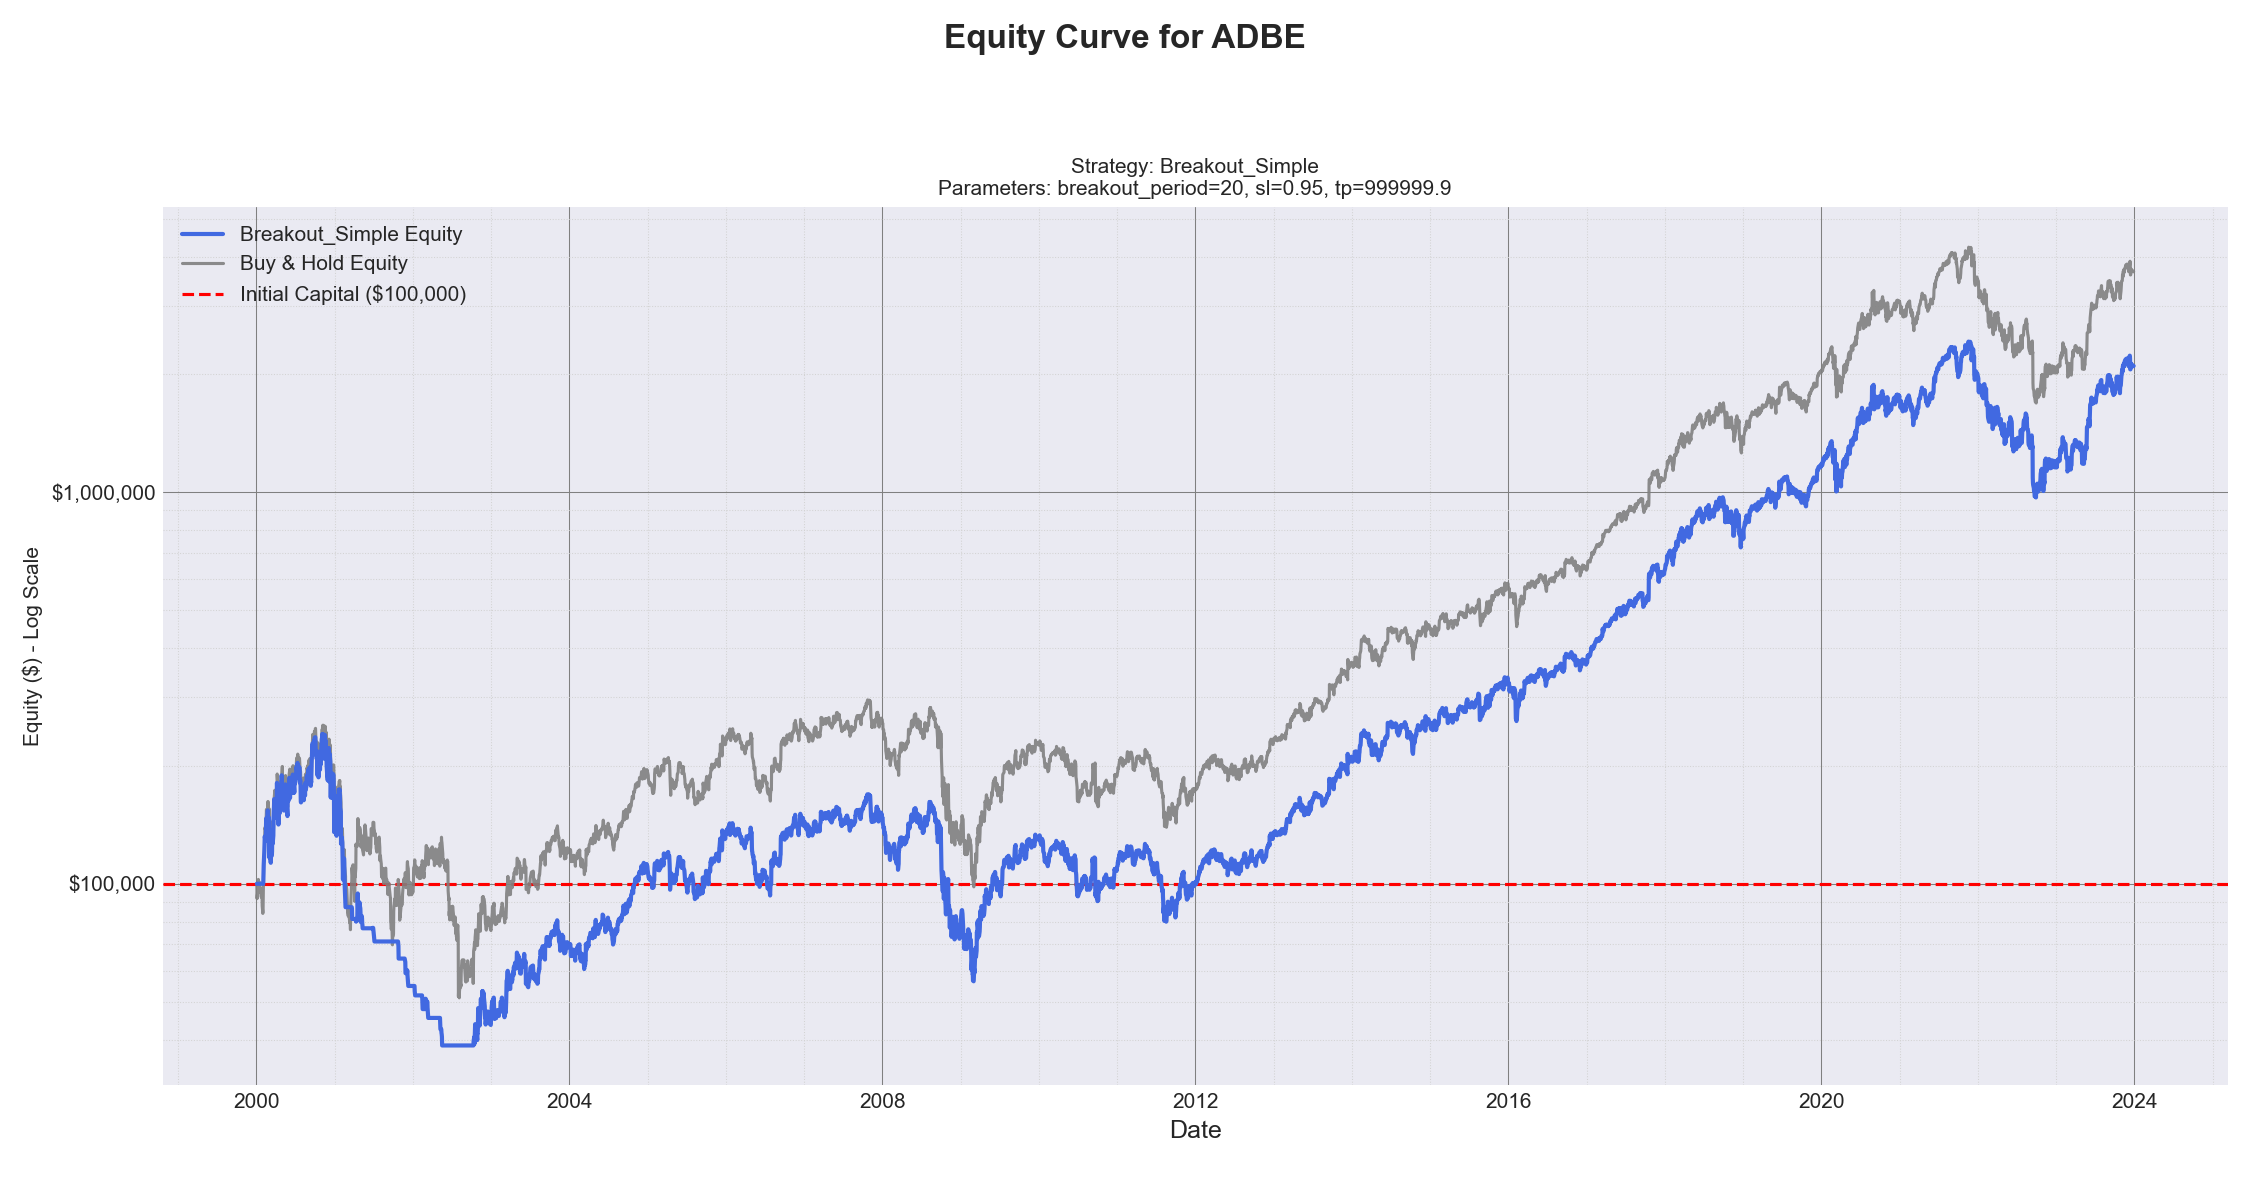 Equity Curve for ADBE
Strategy: Breakout_Simple
Parameters: breakout_period=20, sl=0.95, tp=999999.9
Breakout_Simple Equity
Buy & Hold Equity
Initial Capital ($100,000)
$1,000,000
$100,000
Equity ($) - Log Scale
2000
2004
2008
2012
2016
2020
2024
Date